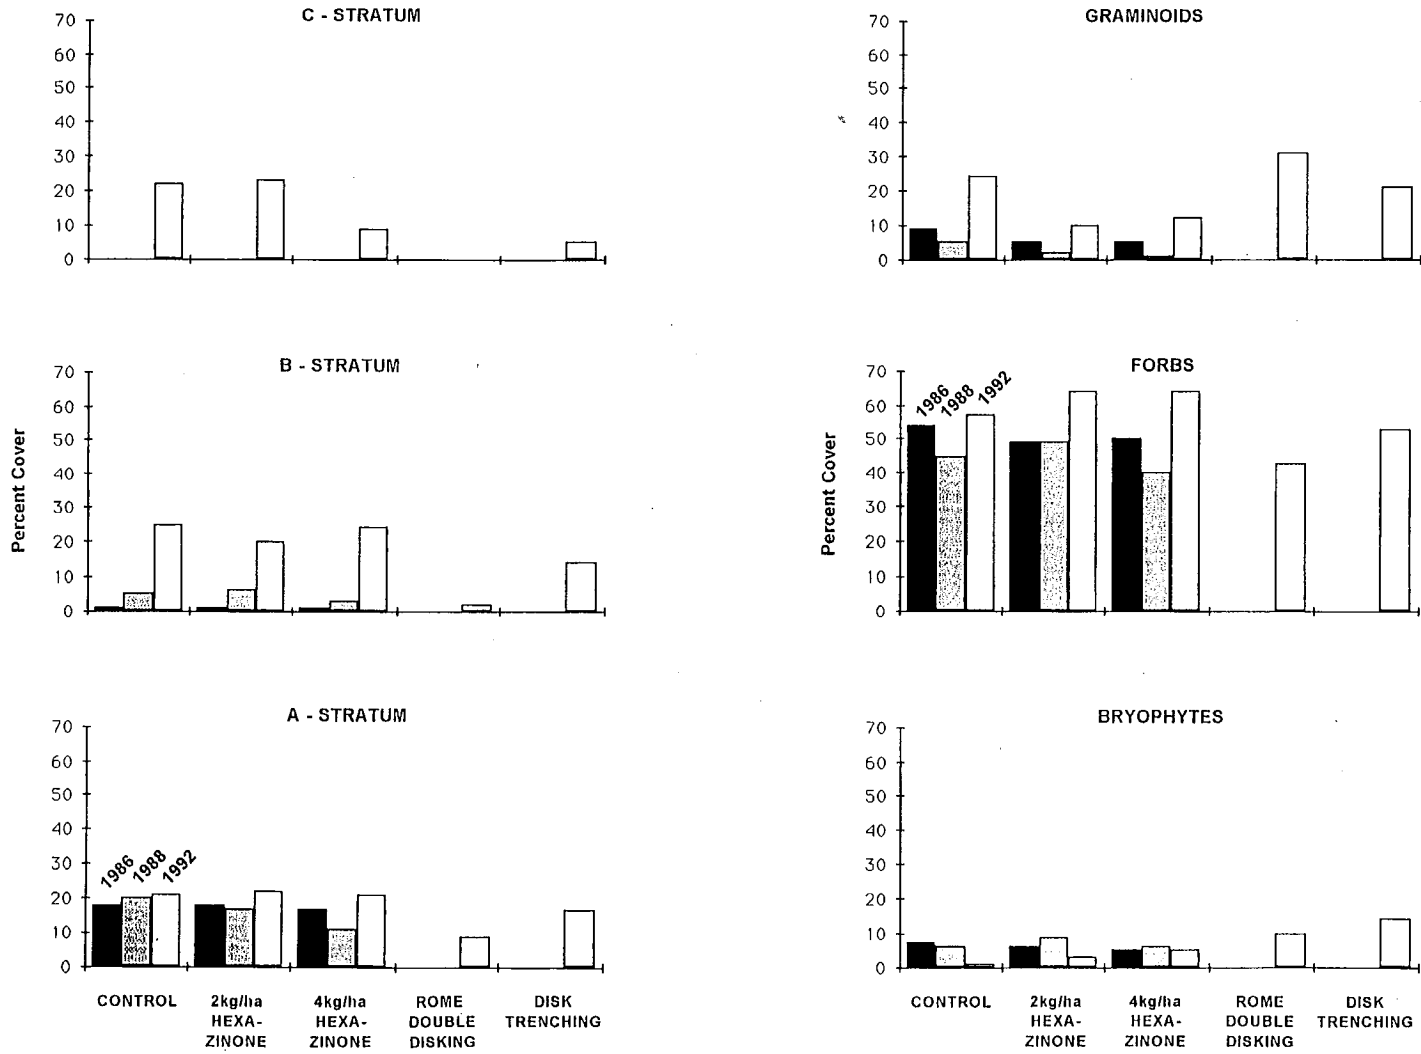 C - STRATUM
70
60
50
40
30
20
10
0
GRAMINOIDS
70
60
50
40
30
20
10
0
B - STRATUM
70
60
50
40
30
20
10
0
Percent Cover
FORBS
70
60
50
40
30
20
10
0
Percent Cover
1986
1988
1992
A - STRATUM
70
60
50
40
30
20
10
0
1986
1988
1992
CONTROL
2kg/ha
HEXA-
ZINONE
4kg/ha
HEXA-
ZINONE
ROME
DOUBLE
DISKING
DISK
TRENCHING
BRYOPHYTES
70
60
50
40
30
20
10
0
CONTROL
2kg/ha
HEXA-
ZINONE
4kg/ha
HEXA-
ZINONE
ROME
DOUBLE
DISKING
DISK
TRENCHING